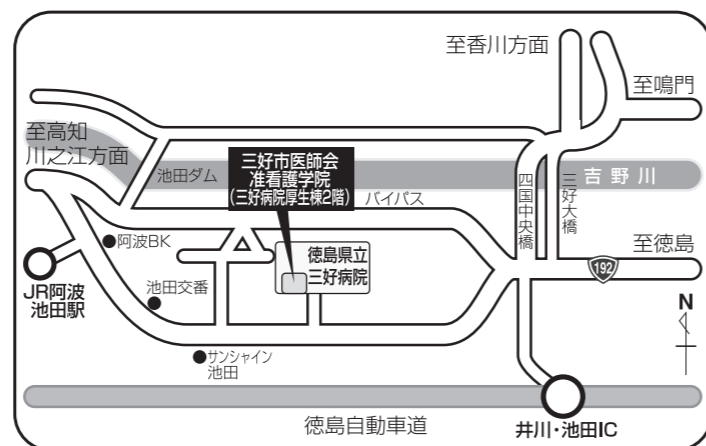 至香川方面
至鳴門
至高知
川之江方面
三好市医師会
准看護学院
(三好病院厚生棟2階)
池田ダム
バイパス
四国中央橋
三好大橋
吉野川
阿波BK
徳島県立
三好病院
至徳島
192
JR阿波
池田駅
池田交番
N
サンシャイン
池田
徳島自動車道
井川・池田IC